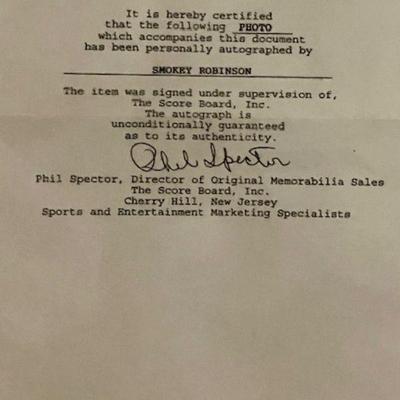 It is hereby certified
that the following PHOTO
which accompanies this document
has been personally autographed by
SMOKEY ROBINSON
The item was signed under supervision of,
The Score Board, Inc.
The autograph is
unconditionally guaranteed
as to its authenticity.
Phil Spector
Phil Spector, Director of Original Memorabilia Sales
The Score Board, Inc.
Cherry Hill, New Jersey
Sports and Entertainment Marketing Specialists